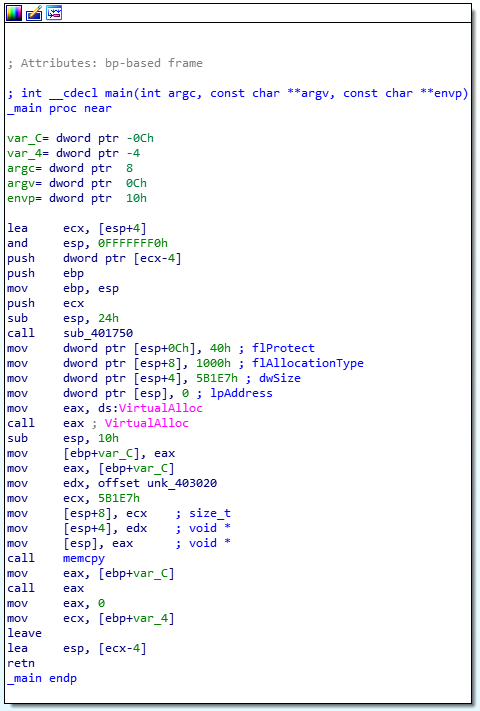 ; Attributes: bp-based frame
; int __cdecl main(int argc, const char **argv, const char **envp)
_main proc near
var_C= dword ptr -0Ch
var_4= dword ptr -4
argc= dword ptr  8
argv= dword ptr  0Ch
envp= dword ptr  10h
lea     ecx, [esp+4]
and     esp, 0FFFFFFF0h
push    dword ptr [ecx-4]
push    ebp
mov     ebp, esp
push    ecx
sub     esp, 24h
call    sub_401750
mov     dword ptr [esp+0Ch], 40h ; flProtect
mov     dword ptr [esp+8], 1000h ; flAllocationType
mov     dword ptr [esp+4], 5B1E7h ; dwSize
mov     dword ptr [esp], 0 ; lpAddress
mov     eax, ds:VirtualAlloc
call    eax ; VirtualAlloc
sub     esp, 10h
mov     [ebp+var_C], eax
mov     eax, [ebp+var_C]
mov     edx, offset unk_403020
mov     ecx, 5B1E7h
mov     [esp+8], ecx    ; size_t
mov     [esp+4], edx    ; void *
mov     [esp], eax      ; void *
call    memcpy
mov     eax, [ebp+var_C]
call    eax
mov     eax, 0
mov     ecx, [ebp+var_4]
leave
lea     esp, [ecx-4]
retn
_main endp